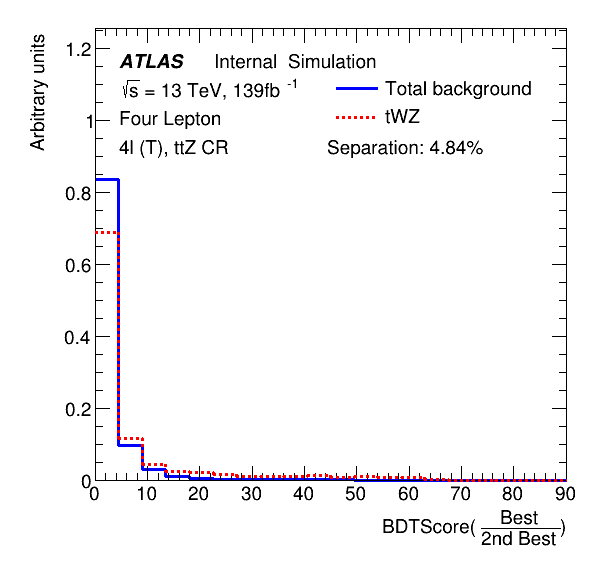 Arbitrary units
1.2
1
0.8
0.6
0.4
0.2
0
ATLAS Internal Simulation
√s = 13 TeV, 139fb -1
Four Lepton
4l (T), ttZ CR
Total background
tWZ
Separation: 4.84%
0 10 20 30 40 50 60 70 80 90
BDTScore(Best/2nd Best)